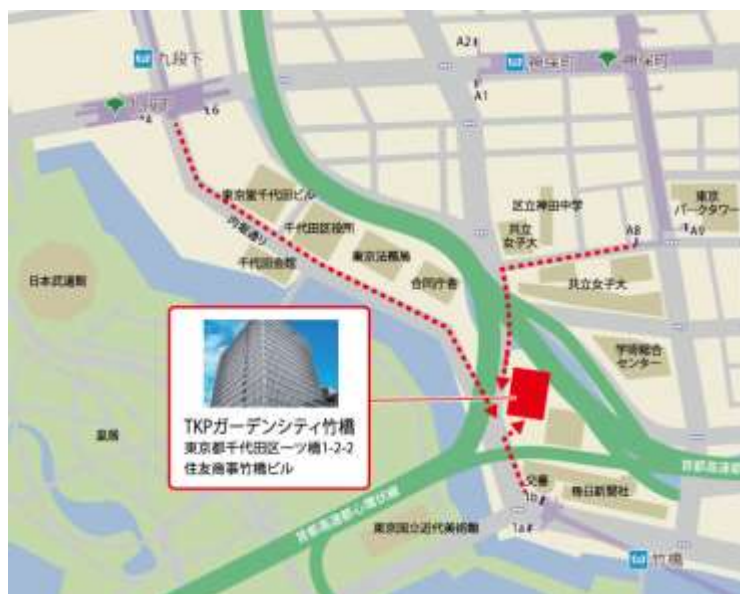 九段下
神保町
神保町
A2
A1
九段下
4
6
東京堂千代田ビル
千代田区役所
内堀通り
千代田会館
東京法務局
合同庁舎
区立神田中学
共立
女子大
A8
東京
パークタワー
A9
共立女子大
日本武道館
学術総合
センター
TKPガーデンシティ竹橋
東京都千代田区一ツ橋1-2-2
住友商事竹橋ビル
皇居
首都高速都心環状線
首都高速
交番
1b
毎日新聞社
1a
東京国立近代美術館
竹橋